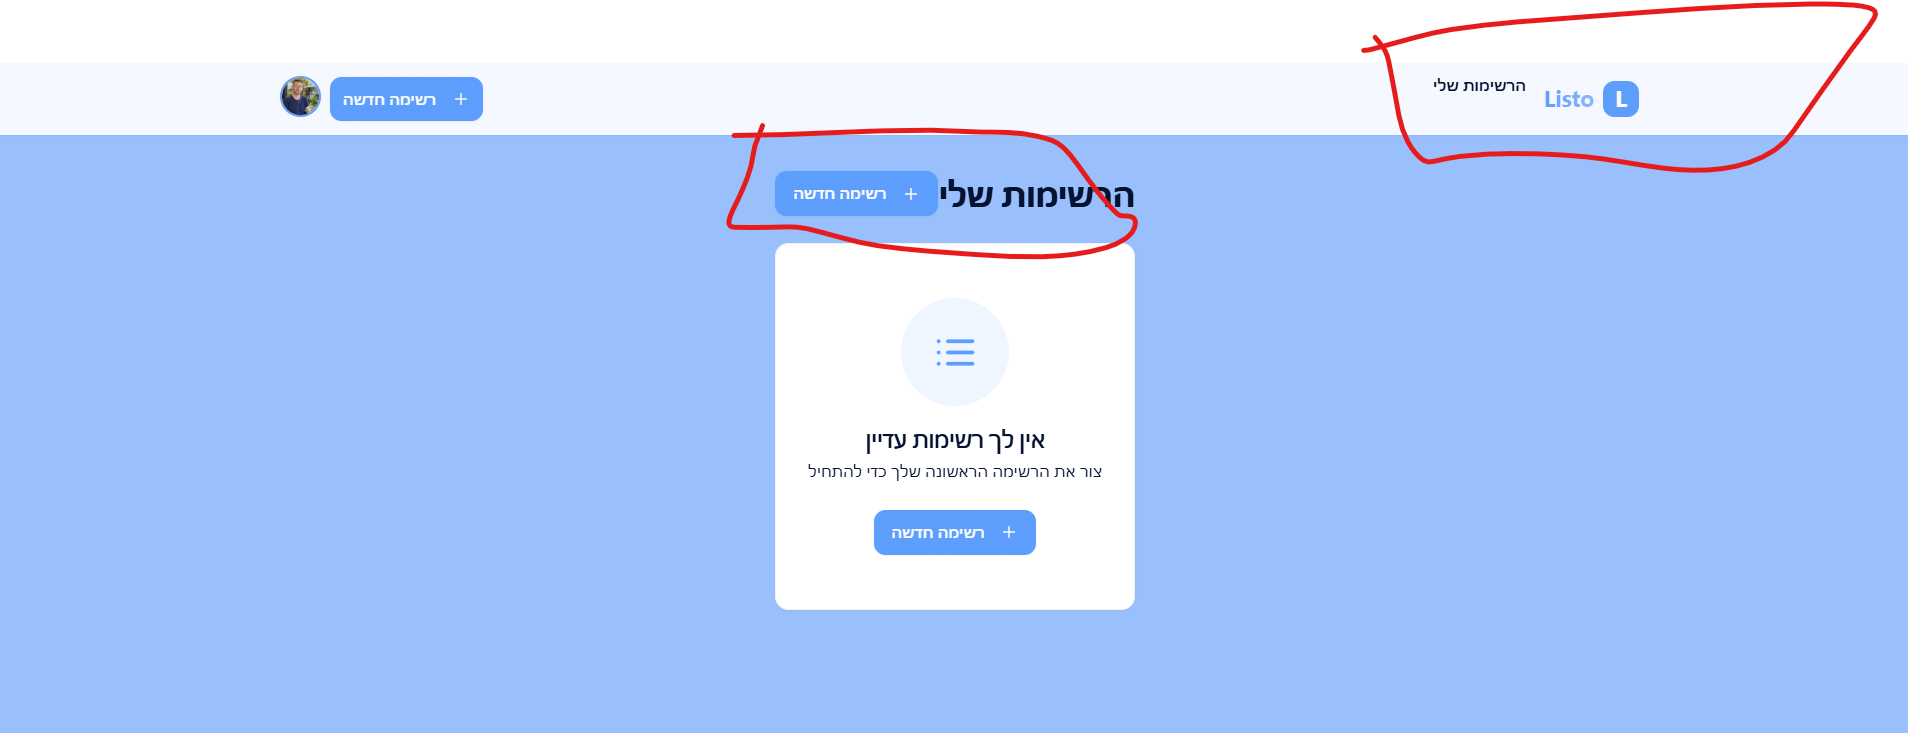 L Listo
הרשימות שלי
+ רשימה חדשה
הרשימות שלי
+ רשימה חדשה
אין לך רשימות עדיין
צור את הרשימה הראשונה שלך כדי להתחיל
+ רשימה חדשה